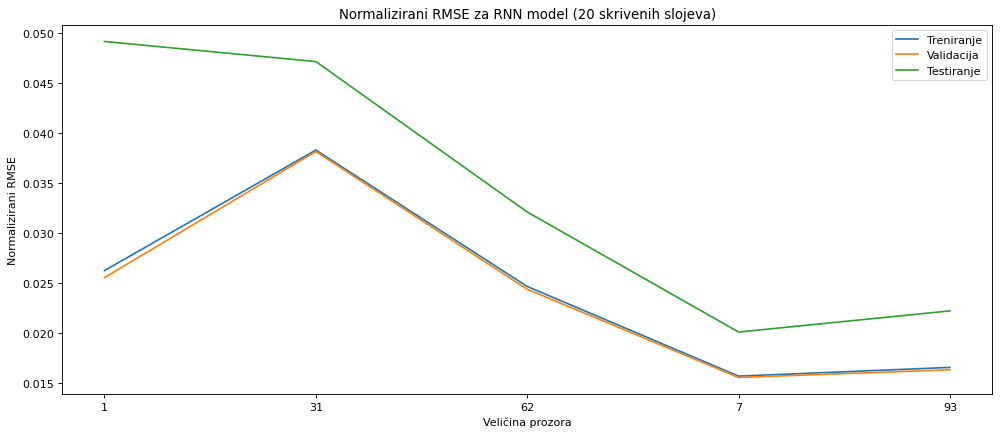 Normalizirani RMSE za RNN model (20 skrivenih slojeva)
Treniranje
Validacija
Testiranje
Normalizirani RMSE
0.050
0.045
0.040
0.035
0.030
0.025
0.020
0.015
1 31 62 7 93
Veličina prozora